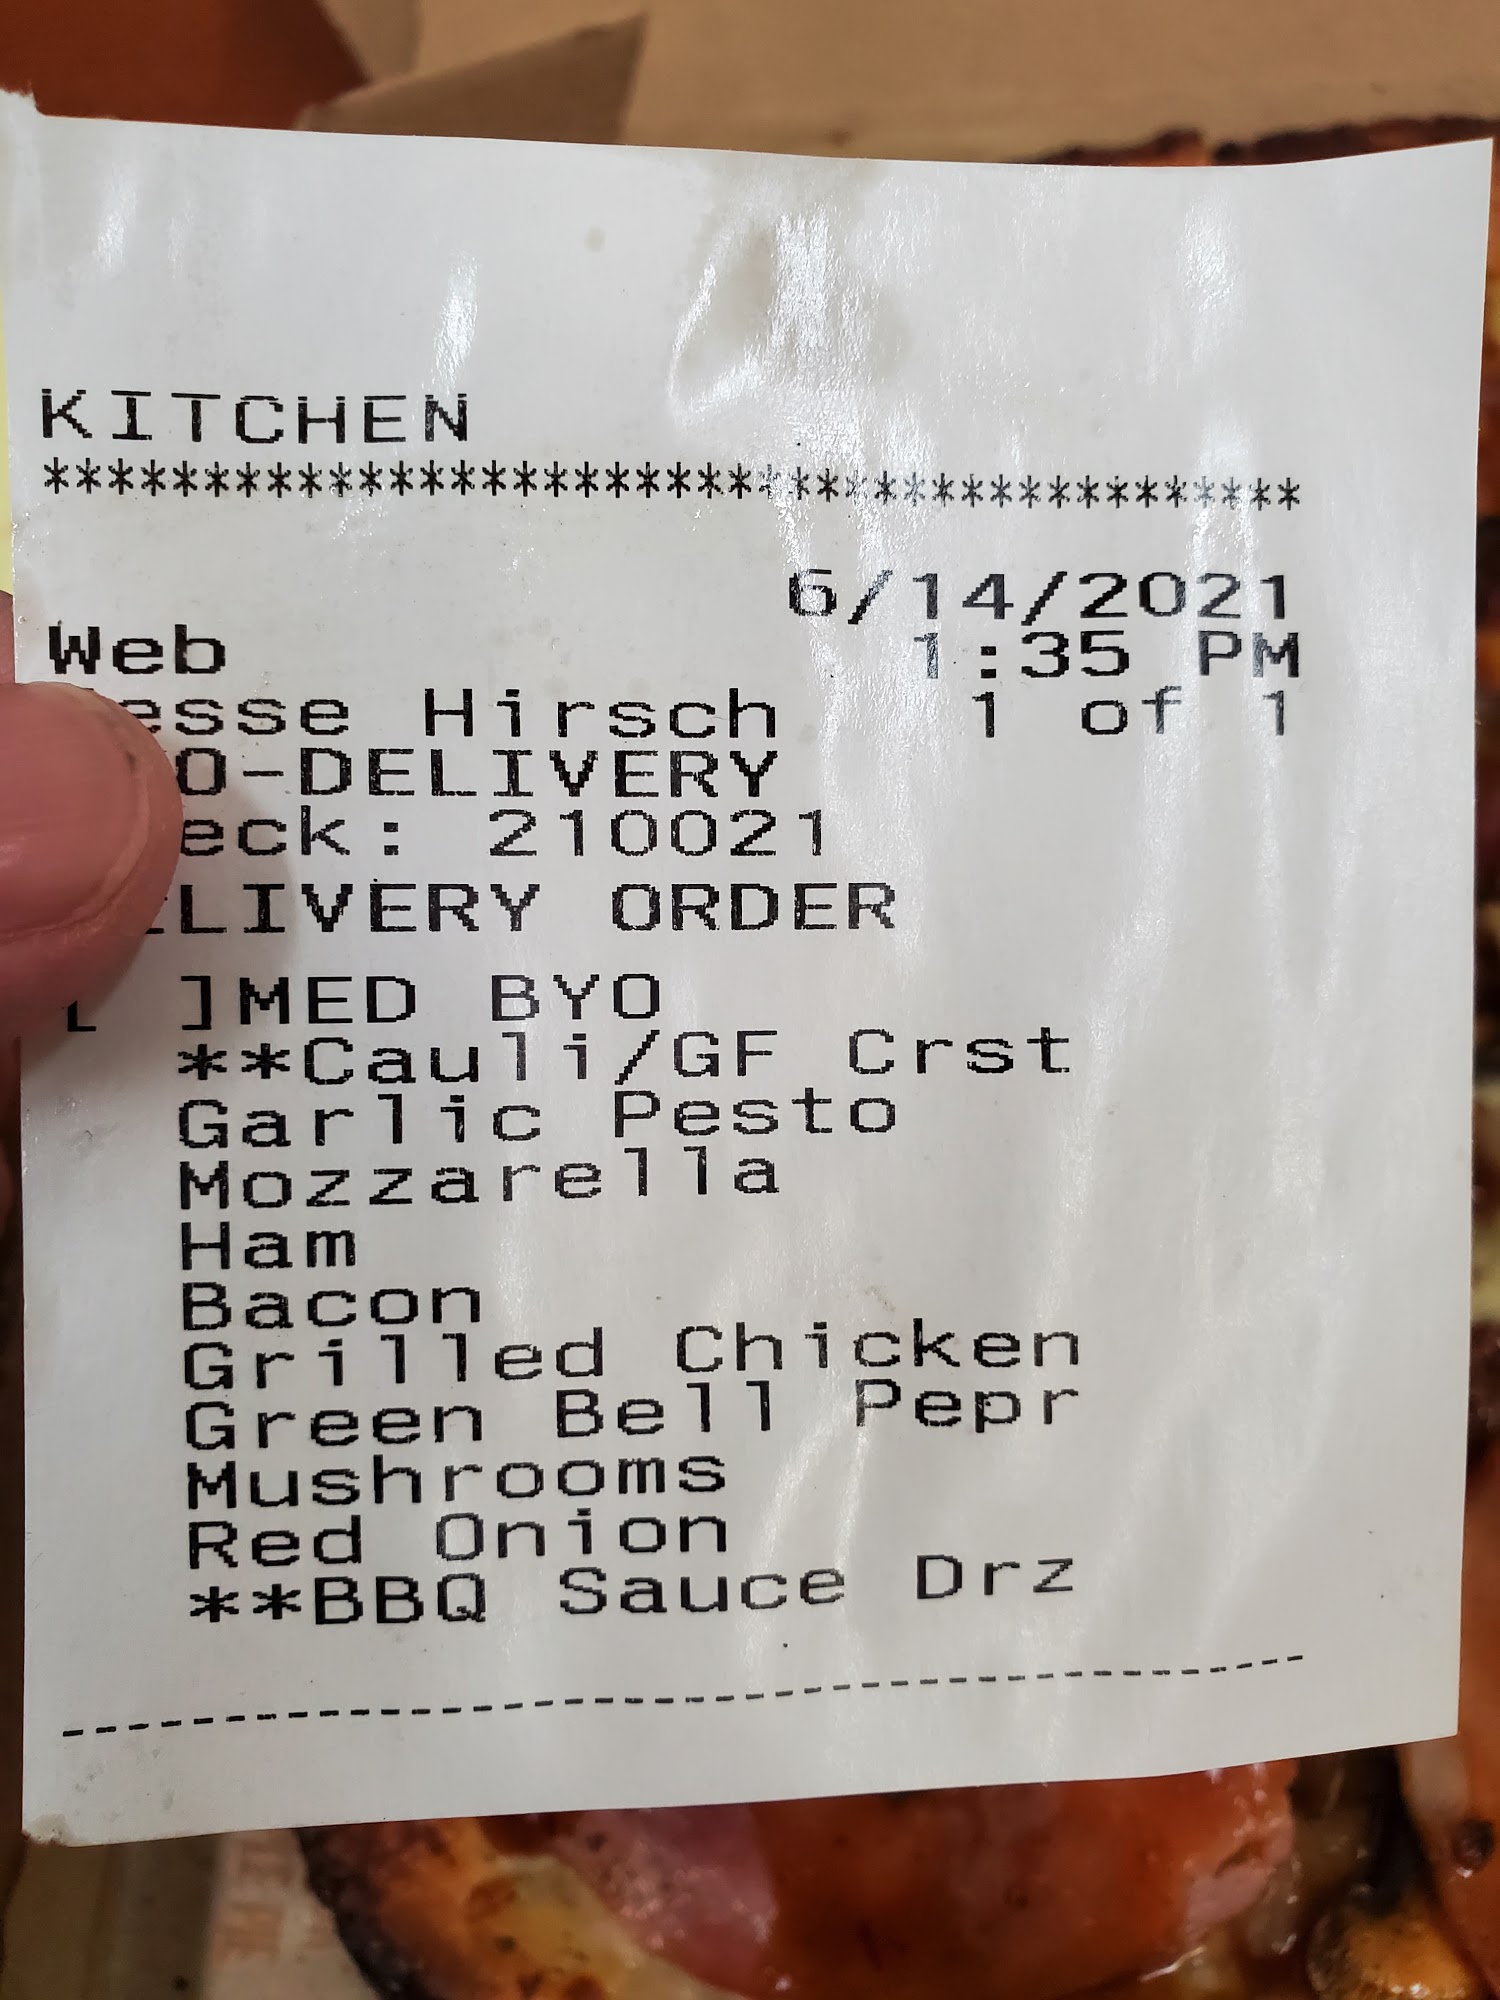 KITCHEN
****************************************
6/14/2021
Web 1:35 PM
esse Hirsch 1 of 1
O-DELIVERY
eck: 210021
LIVERY ORDER
[ ]MED BYO
**Cauli/GF Crst
Garlic Pesto
Mozzarella
Ham
Bacon
Grilled Chicken
Green Bell Pepr
Mushrooms
Red Onion
**BBQ Sauce Drz
----------------------------------------